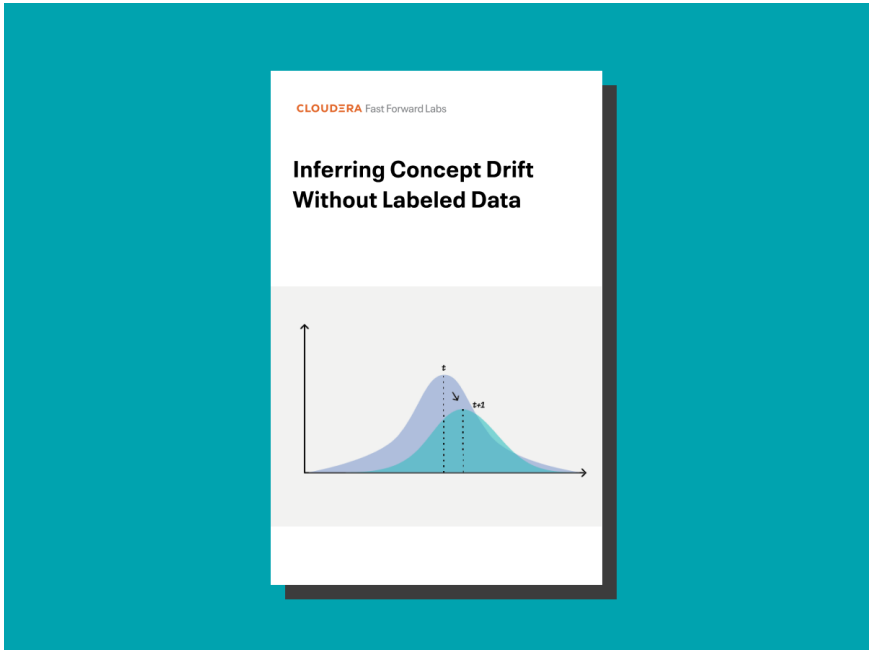 CLOUDERA Fast Forward Labs
Inferring Concept Drift
Without Labeled Data
t
t+1